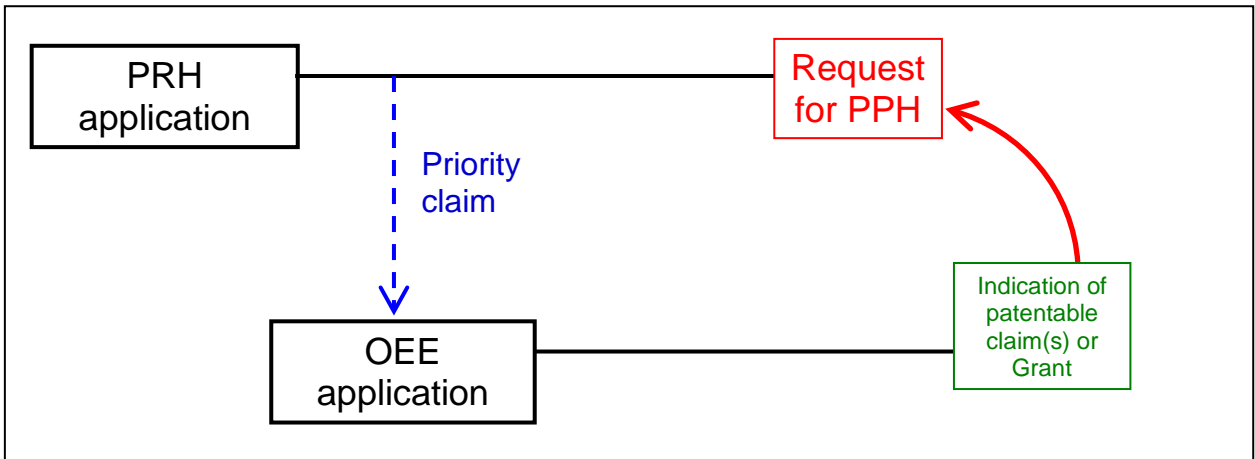 PRH
application
Request
for PPH
Priority
claim
Indication of
patentable
claim(s) or
Grant
OEE
application